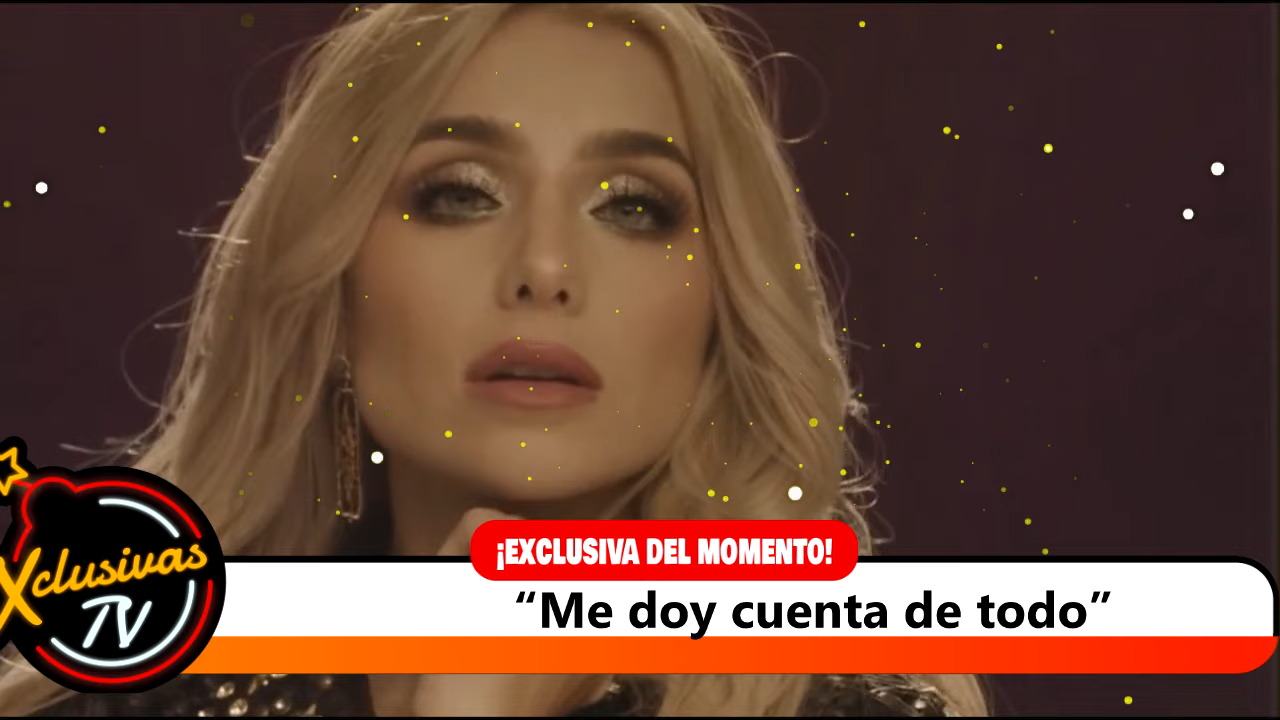 ¡EXCLUSIVA DEL MOMENTO!
“Me doy cuenta de todo”
Xclusivas
TV